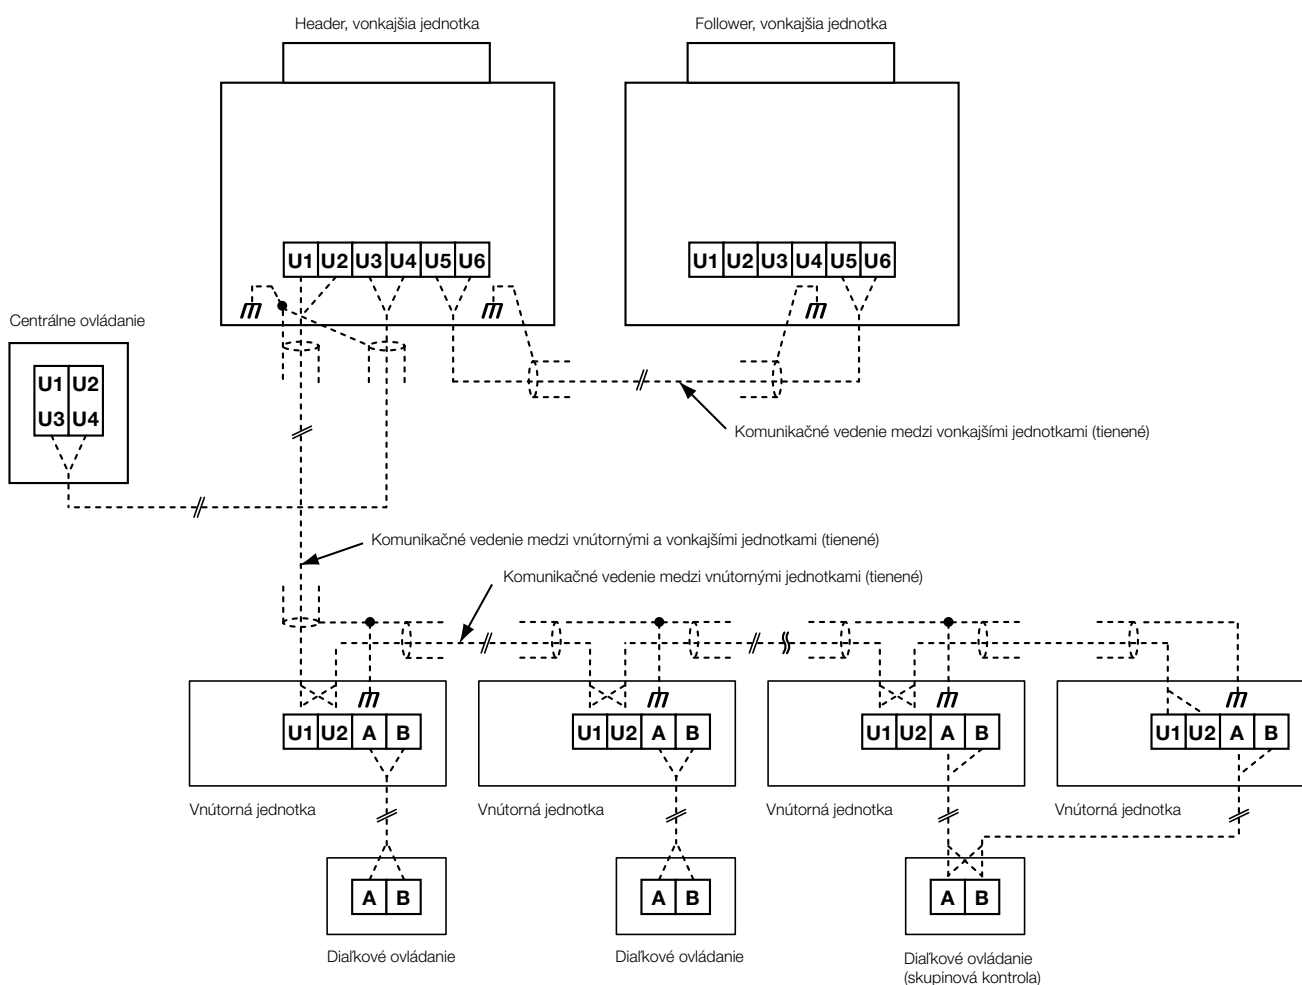 Header, vonkajšia jednotka
Follower, vonkajšia jednotka
U1 U2 U3 U4 U5 U6
U1 U2 U3 U4 U5 U6
Centrálne ovládanie
U1 U2
U3 U4
Komunikačné vedenie medzi vonkajšími jednotkami (tienené)
Komunikačné vedenie medzi vnútornými a vonkajšími jednotkami (tienené)
Komunikačné vedenie medzi vnútornými jednotkami (tienené)
U1 U2 A B
U1 U2 A B
U1 U2 A B
U1 U2 A B
Vnútorná jednotka
Vnútorná jednotka
Vnútorná jednotka
Vnútorná jednotka
A B
A B
A B
Diaľkové ovládanie
Diaľkové ovládanie
Diaľkové ovládanie
(skupinová kontrola)